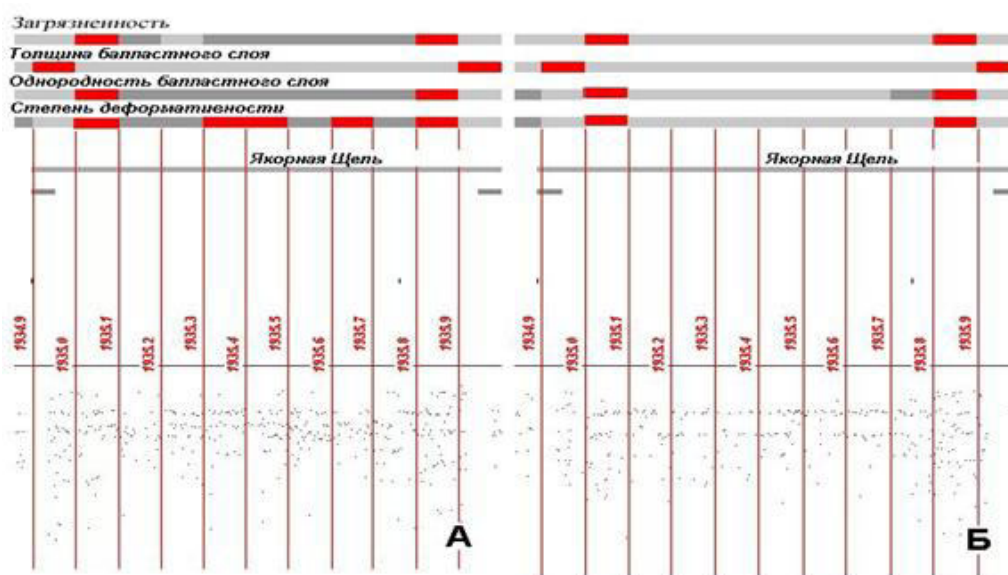 Загрязненность
Толщина балластного слоя
Однородность балластного слоя
Степень деформативности
Якорная Щель
Якорная Щель
1934.9
1935.0
1935.1
1935.2
1935.3
1935.4
1935.5
1935.6
1935.7
1935.8
1935.9
1934.9
1935.0
1935.1
1935.2
1935.3
1935.4
1935.5
1935.6
1935.7
1935.8
1935.9
А
Б